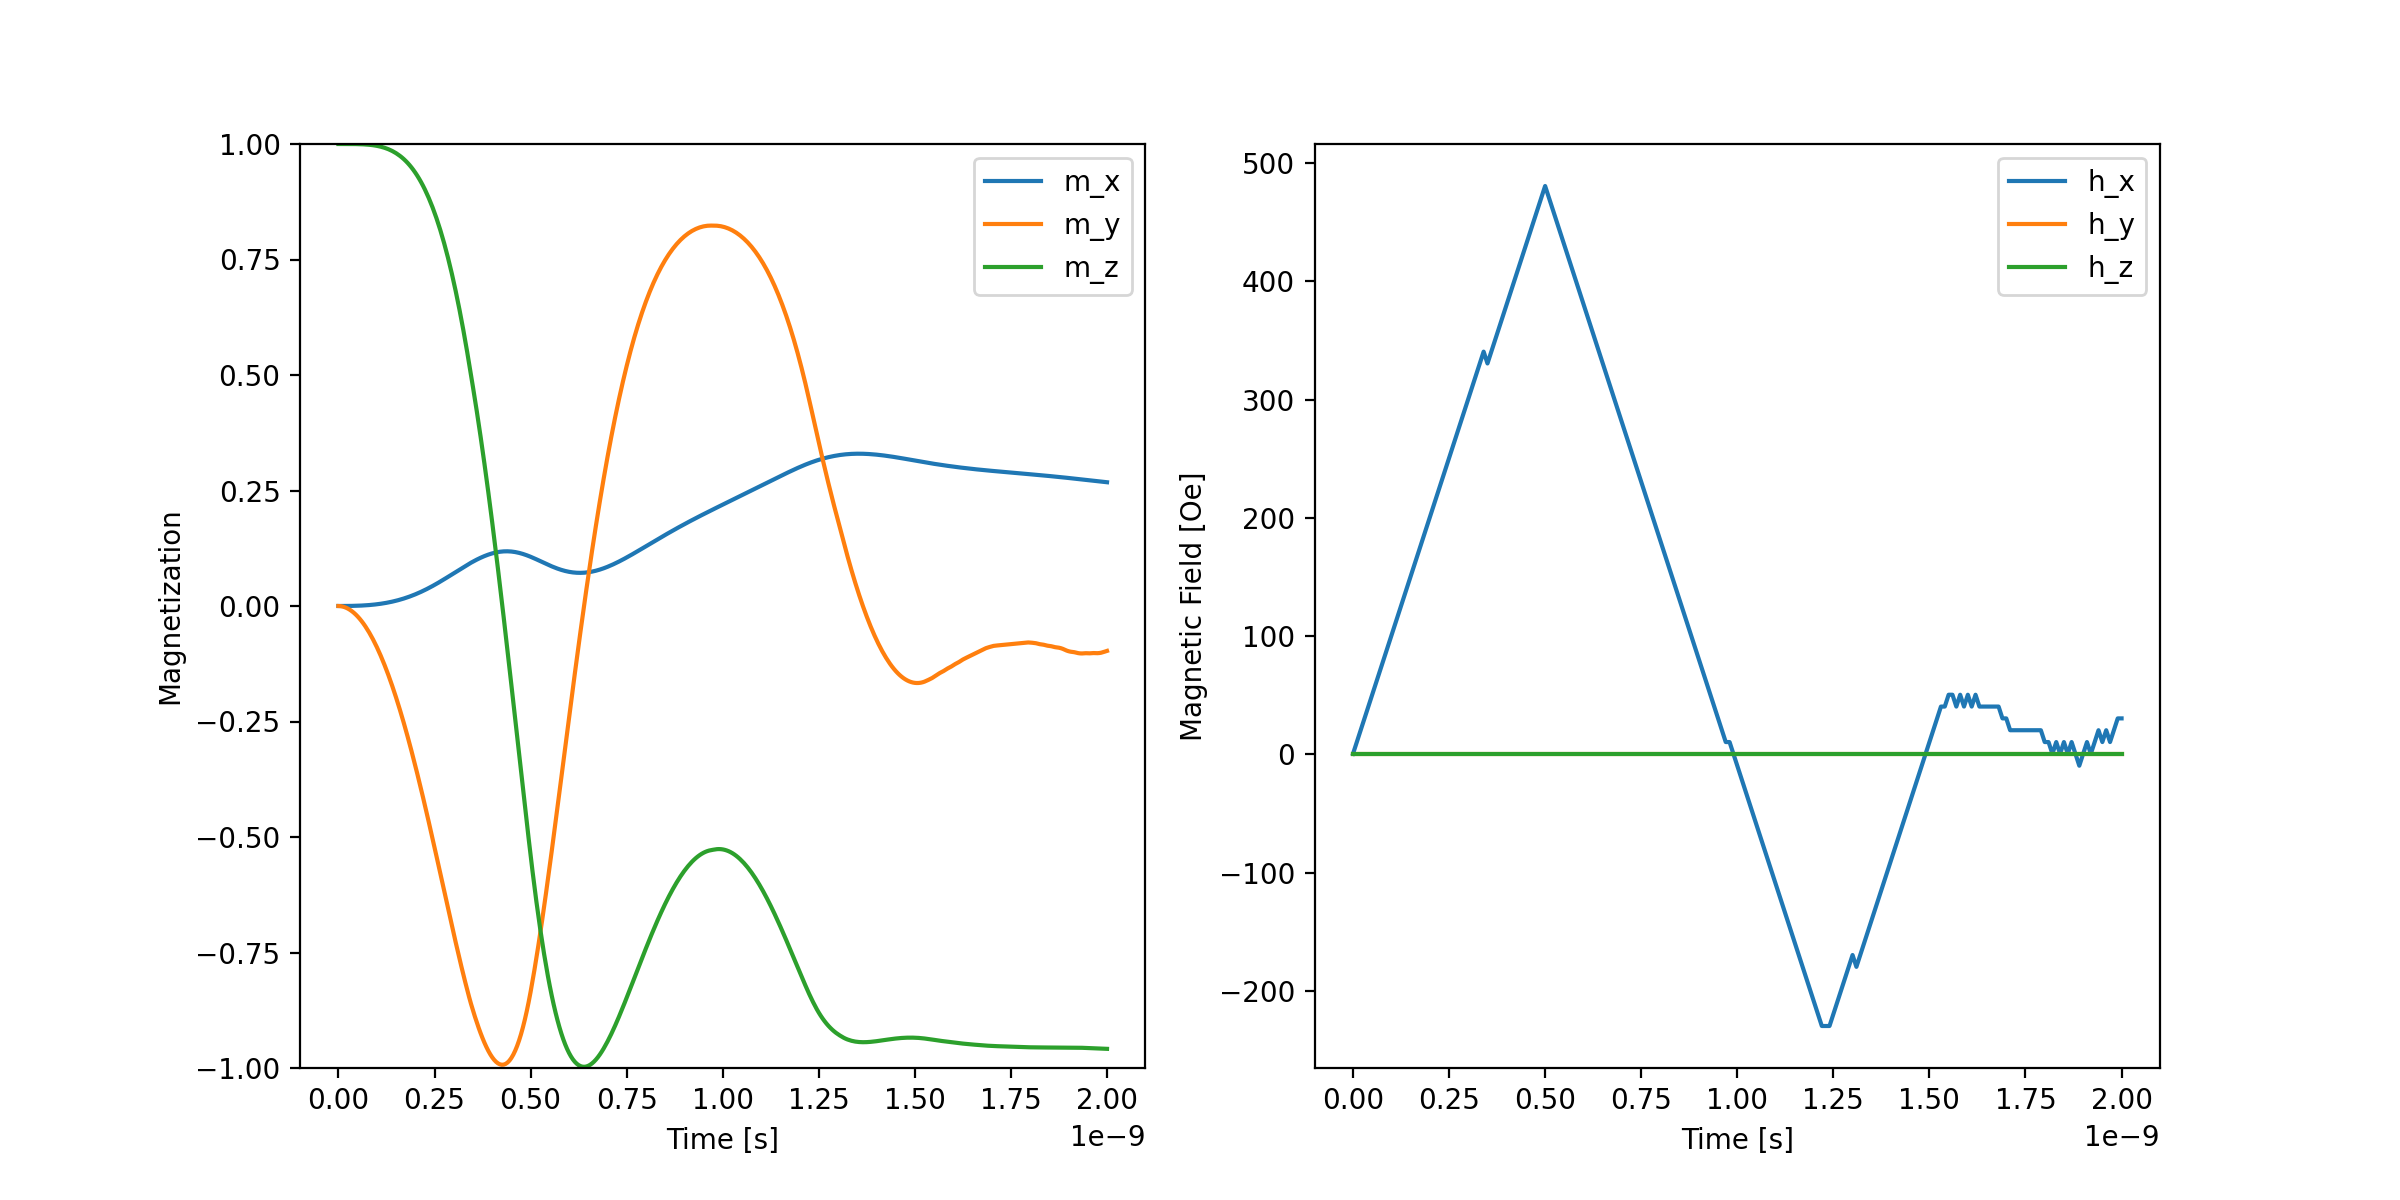 Magnetization
1.00
0.75
0.50
0.25
0.00
−0.25
−0.50
−0.75
−1.00
m_x
m_y
m_z
0.00 0.25 0.50 0.75 1.00 1.25 1.50 1.75 2.00
1e−9
Time [s]
Magnetic Field [Oe]
500
400
300
200
100
0
−100
−200
h_x
h_y
h_z
0.00 0.25 0.50 0.75 1.00 1.25 1.50 1.75 2.00
1e−9
Time [s]